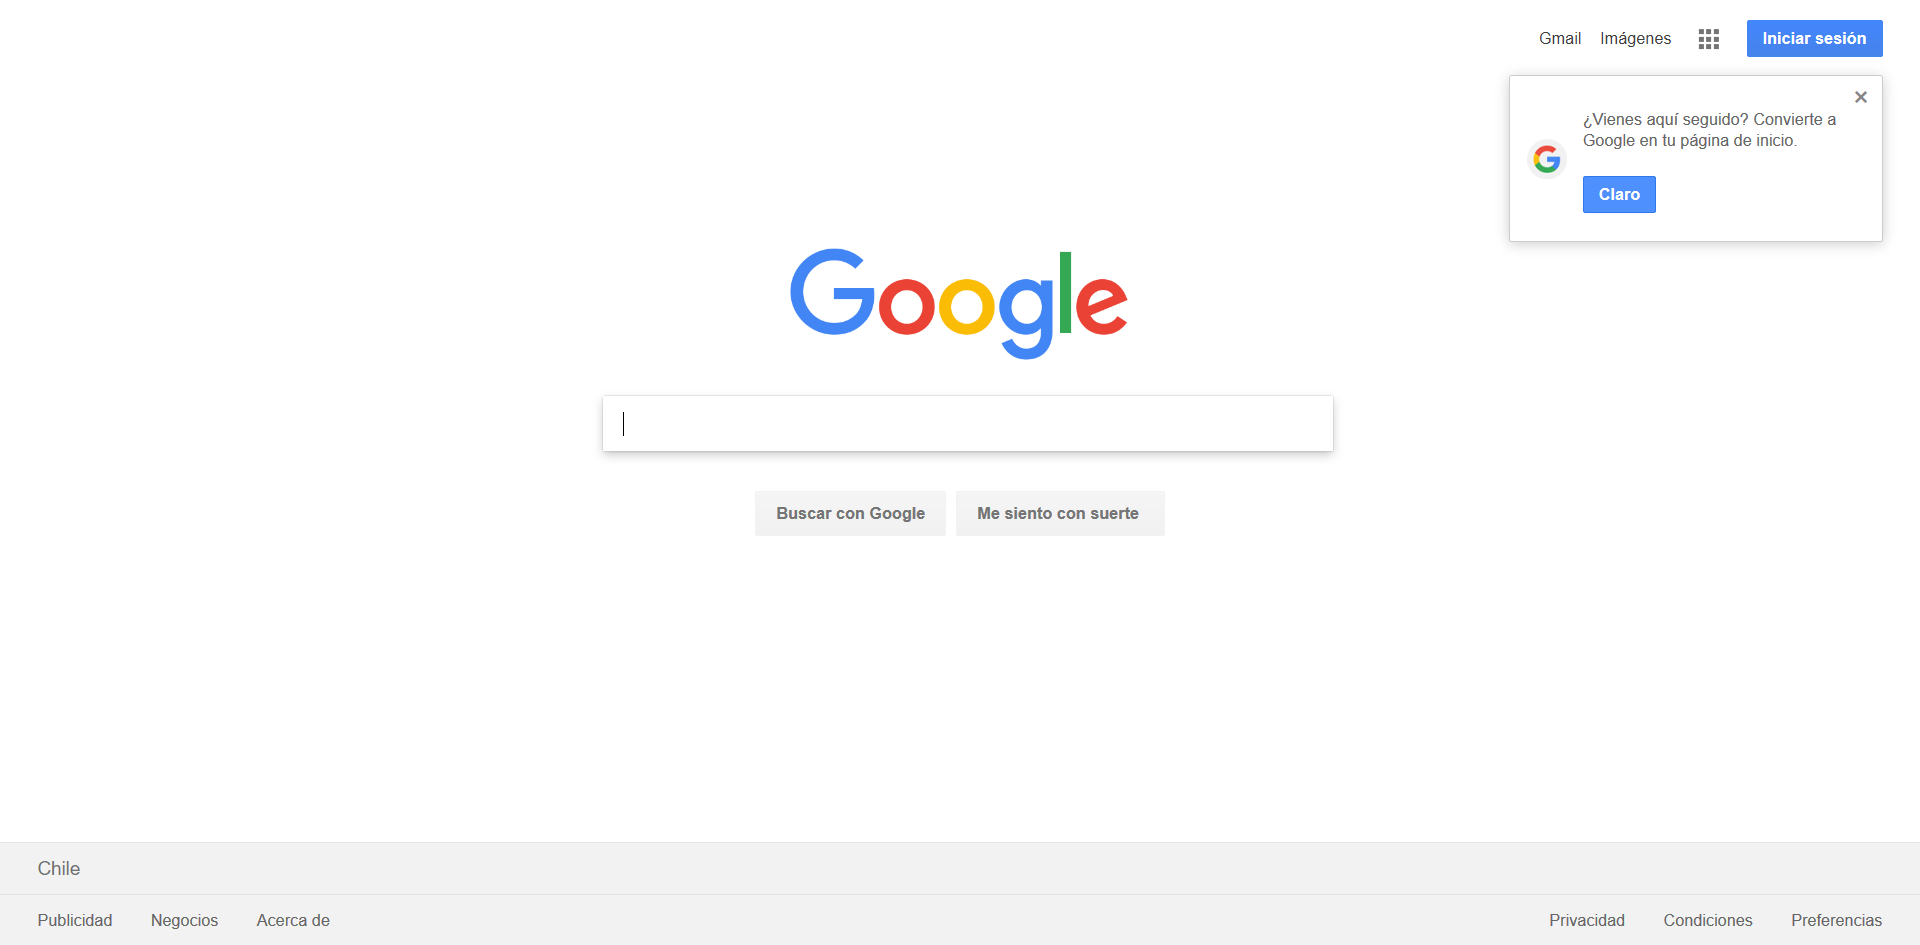 Gmail Imágenes Iniciar sesión
¿Vienes aquí seguido? Convierte a
Google en tu página de inicio.
Claro
Google
Buscar con Google Me siento con suerte
Chile
Publicidad Negocios Acerca de Privacidad Condiciones Preferencias